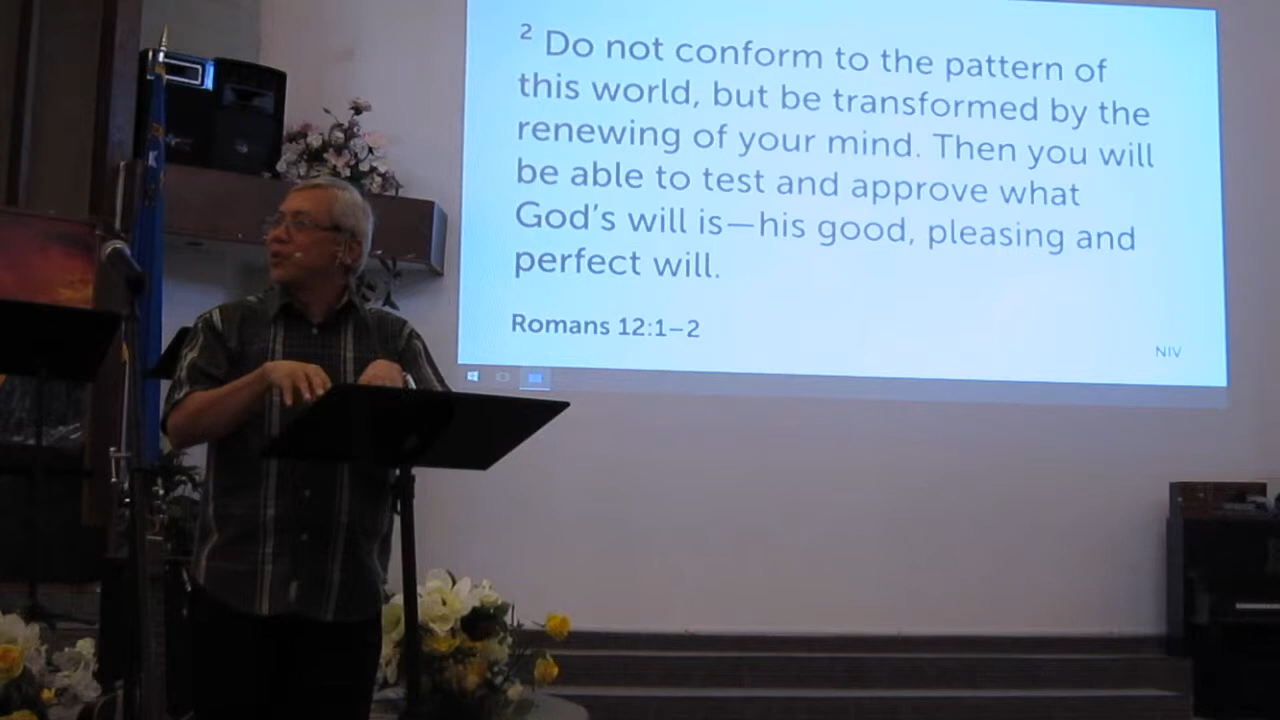 2 Do not conform to the pattern of
this world, but be transformed by the
renewing of your mind. Then you will
be able to test and approve what
God's will is—his good, pleasing and
perfect will.
Romans 12:1–2
NIV